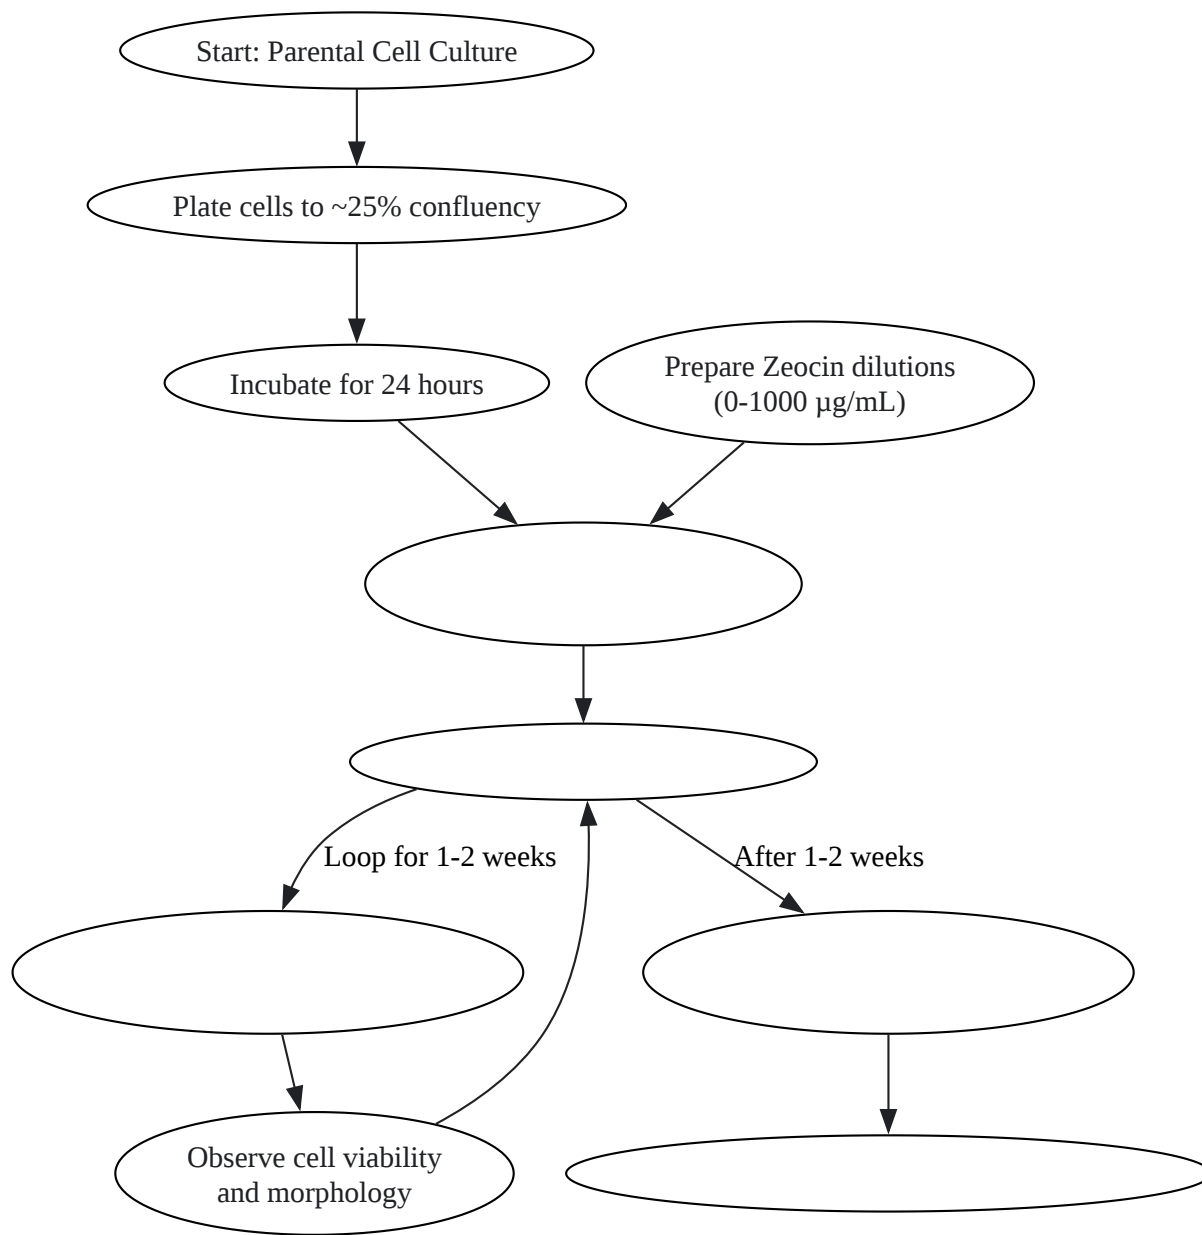 Start: Parental Cell Culture
Plate cells to ~25% confluency
Incubate for 24 hours
Prepare Zeocin dilutions
(0-1000 µg/mL)
Loop for 1-2 weeks
After 1-2 weeks
Observe cell viability
and morphology